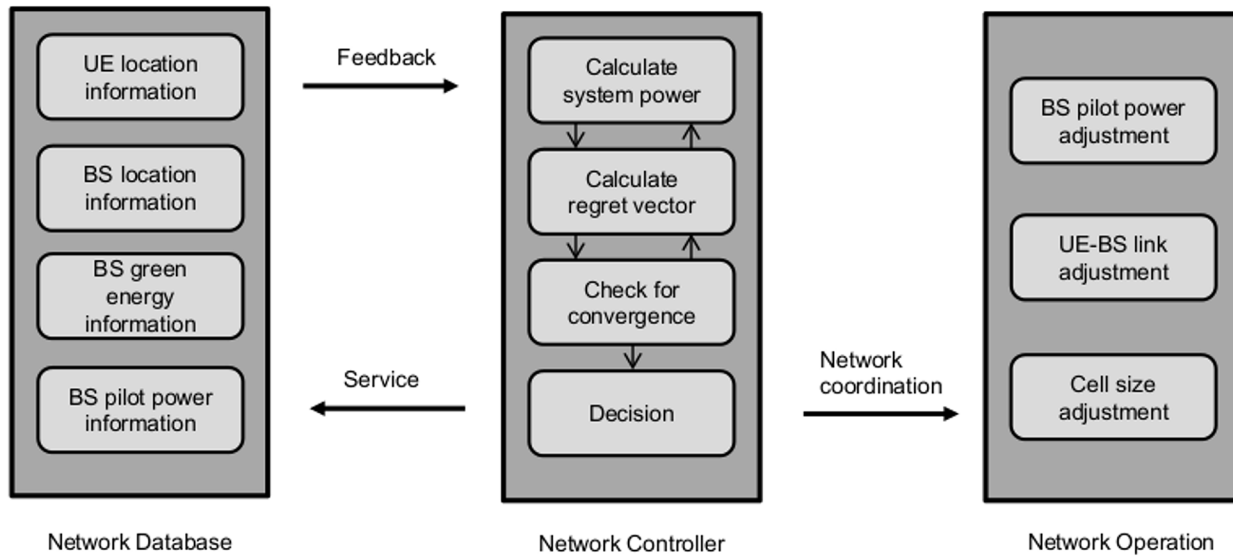 UE location
information
BS location
information
BS green
energy
information
BS pilot power
information
Network Database
Feedback
Service
Calculate
system power
Calculate
regret vector
Check for
convergence
Decision
Network Controller
Network
coordination
BS pilot power
adjustment
UE-BS link
adjustment
Cell size
adjustment
Network Operation